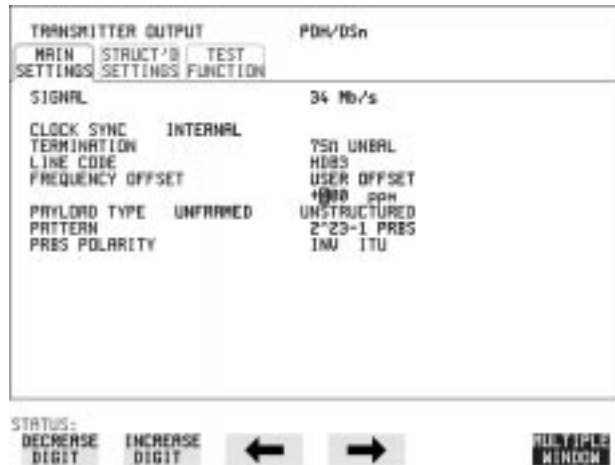 TRANSMITTER OUTPUT PDH/DSn
MAIN SETTINGS STRUCT'D SETTINGS TEST FUNCTION
SIGNAL 34 Mb/s
CLOCK SYNC INTERNAL
TERMINATION 75Ω UNBAL
LINE CODE HDB3
FREQUENCY OFFSET USER OFFSET
+000 ppm
PAYLOAD TYPE UNFRAMED UNSTRUCTURED
PATTERN 2^23-1 PRBS
PRBS POLARITY INV ITU
STATUS:
DECREASE DIGIT INCREASE DIGIT MULTIPLE WINDOW